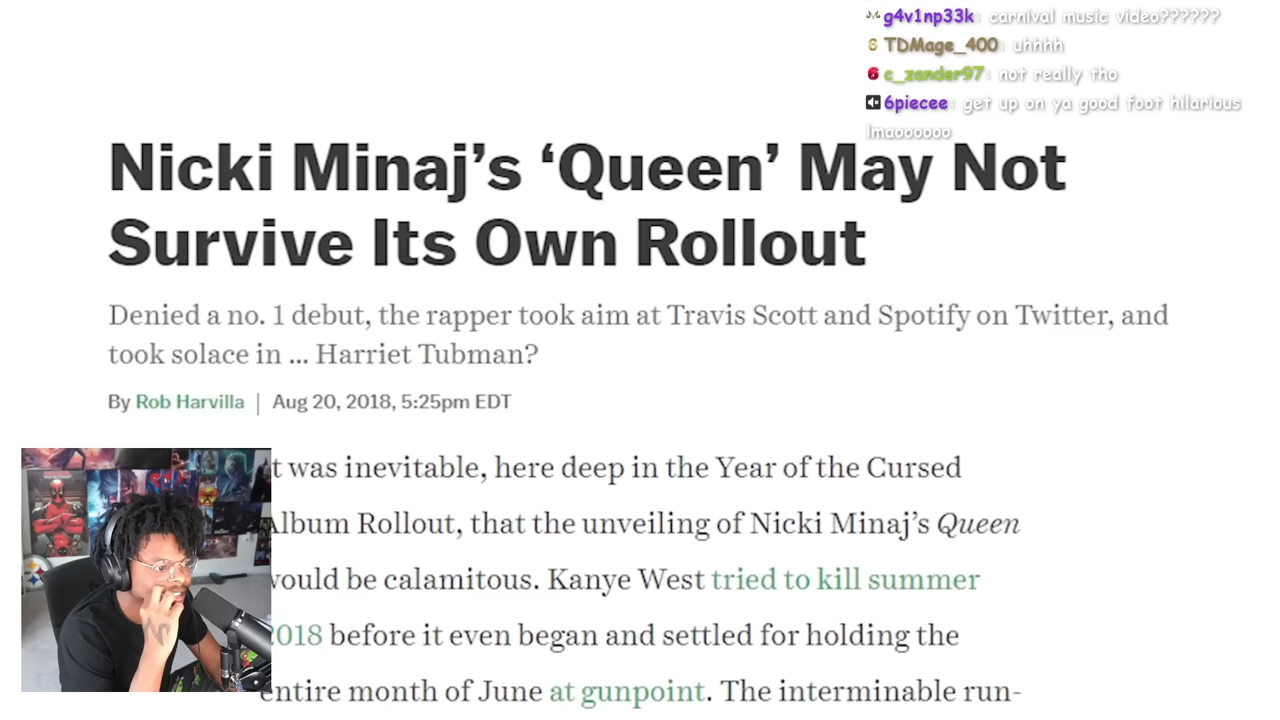 g4v1np33k: carnival music video??????
TDMage_400: uhhhh
c_zander97: not really tho
6piecee: get up on ya good foot hilarious
lmaoooooo
Nicki Minaj’s ‘Queen’ May Not
Survive Its Own Rollout
Denied a no. 1 debut, the rapper took aim at Travis Scott and Spotify on Twitter, and
took solace in ... Harriet Tubman?
By Rob Harvilla | Aug 20, 2018, 5:25pm EDT
t was inevitable, here deep in the Year of the Cursed
Album Rollout, that the unveiling of Nicki Minaj’s Queen
would be calamitous. Kanye West tried to kill summer
2018 before it even began and settled for holding the
entire month of June at gunpoint. The interminable run-